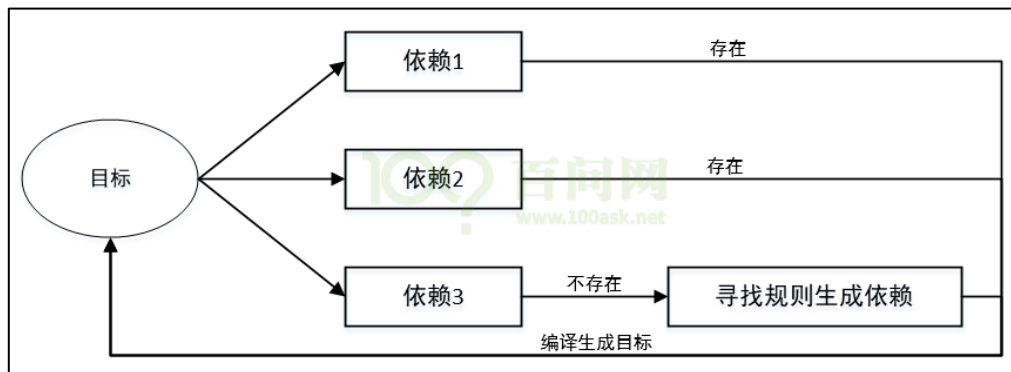 依赖1
存在
目标
依赖2
存在
100?
百问网
www.100ask.net
依赖3
不存在
寻找规则生成依赖
编译生成目标